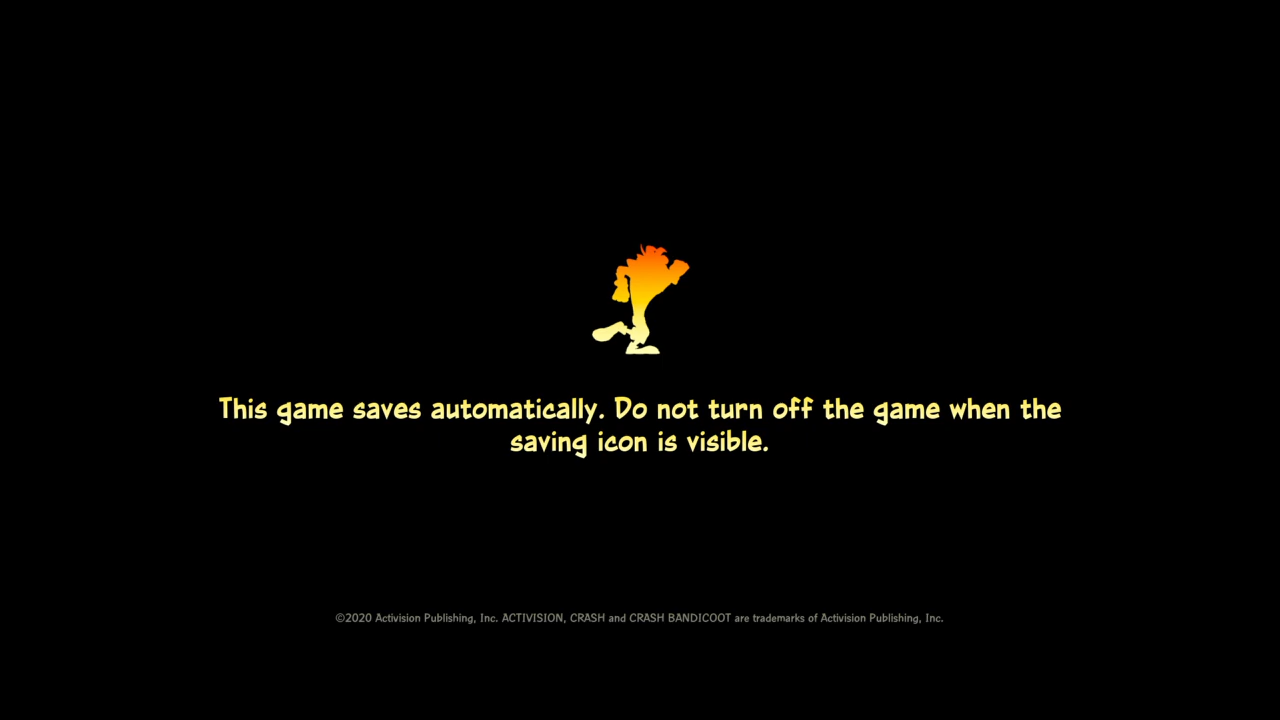 This game saves automatically. Do not turn off the game when the
saving icon is visible.
©2020 Activision Publishing, Inc. ACTIVISION, CRASH and CRASH BANDICOOT are trademarks of Activision Publishing, Inc.